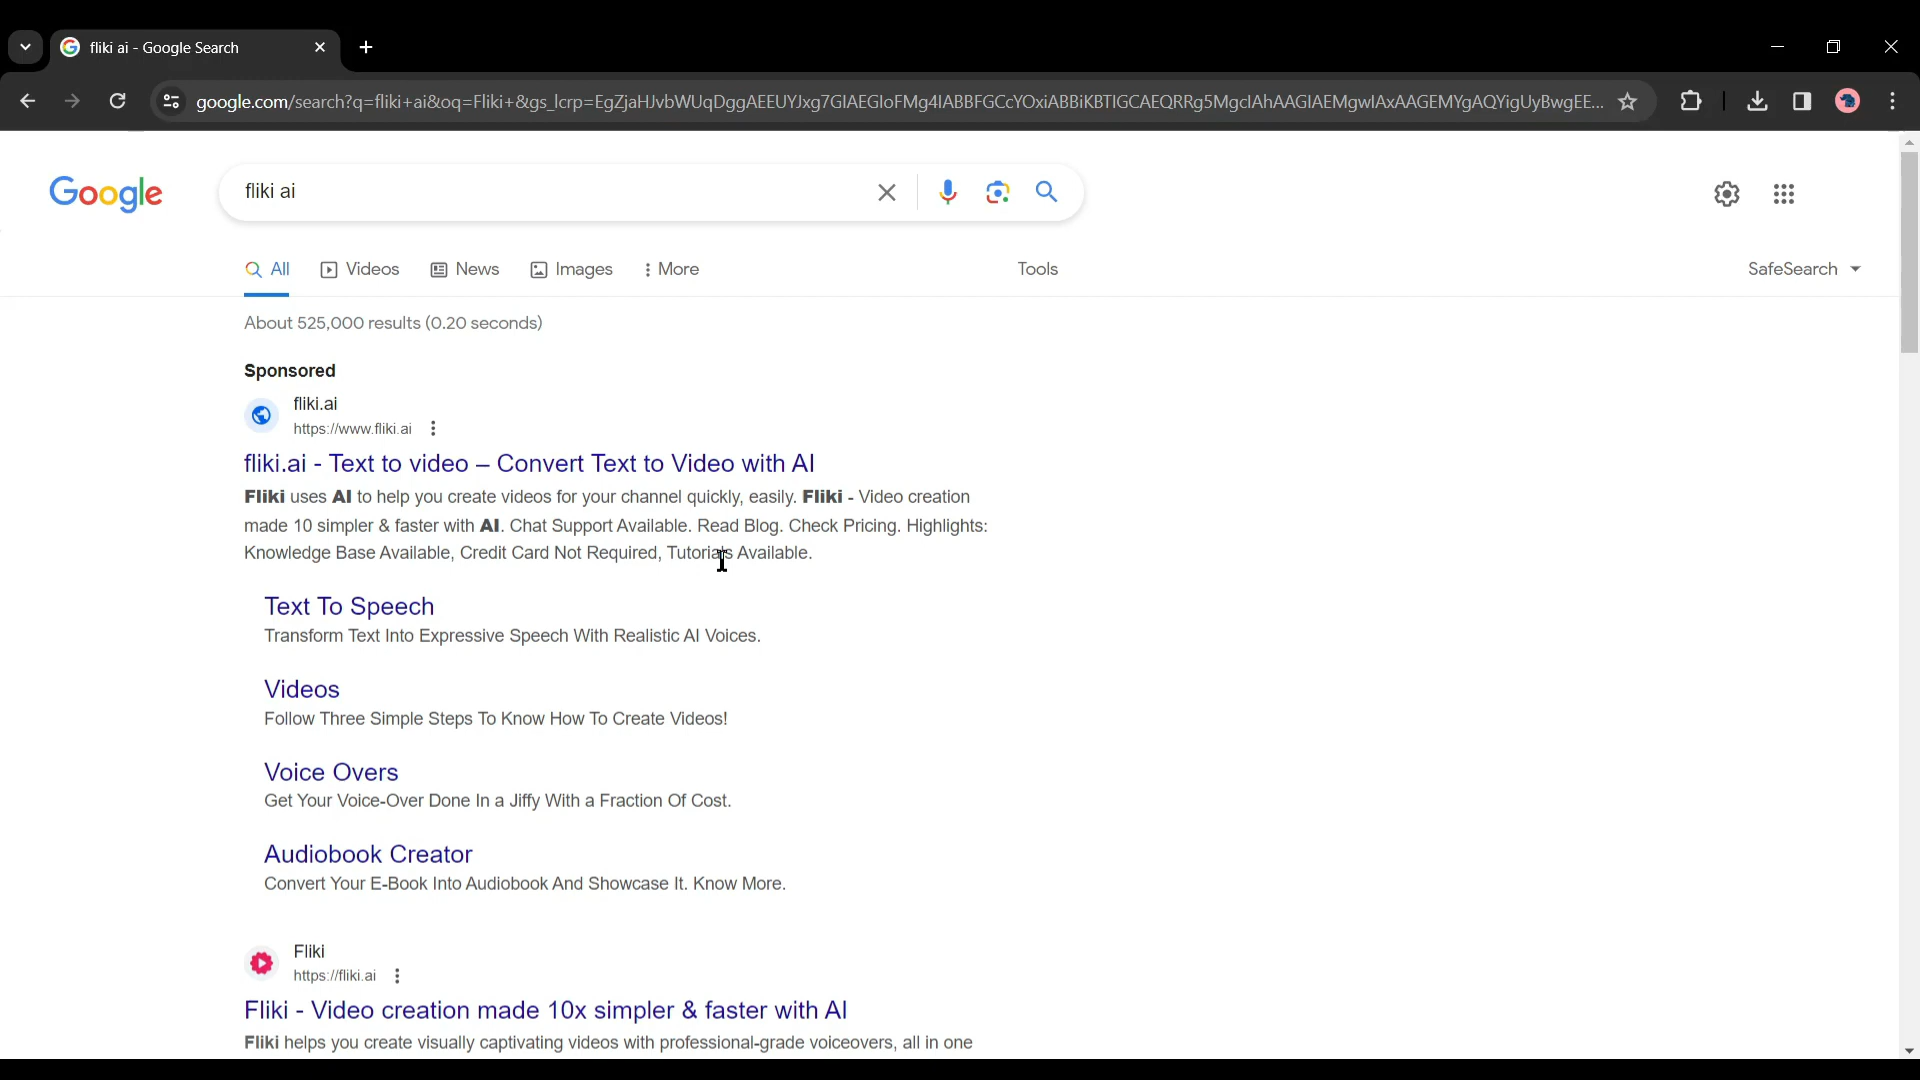 fliki ai - Google Search
google.com/search?q=fliki+ai&oq=Fliki+&gs_lcrp=EgZjaHJvbWUqDggAEEUYJxg7GIAEGIoFMg4IABBFGCcYOxiABBiKBTIGCAEQRRg5MgcIAhAAGIAEMgwIAxAAGEMYgAQYigUyBwgEE...
Google
fliki ai
All Videos News Images More Tools SafeSearch
About 525,000 results (0.20 seconds)
Sponsored
fliki.ai
https://www.fliki.ai
fliki.ai - Text to video – Convert Text to Video with AI
Fliki uses AI to help you create videos for your channel quickly, easily. Fliki - Video creation
made 10 simpler & faster with AI. Chat Support Available. Read Blog. Check Pricing. Highlights:
Knowledge Base Available, Credit Card Not Required, Tutorials Available.
Text To Speech
Transform Text Into Expressive Speech With Realistic AI Voices.
Videos
Follow Three Simple Steps To Know How To Create Videos!
Voice Overs
Get Your Voice-Over Done In a Jiffy With a Fraction Of Cost.
Audiobook Creator
Convert Your E-Book Into Audiobook And Showcase It. Know More.
Fliki
https://fliki.ai
Fliki - Video creation made 10x simpler & faster with AI
Fliki helps you create visually captivating videos with professional-grade voiceovers, all in one